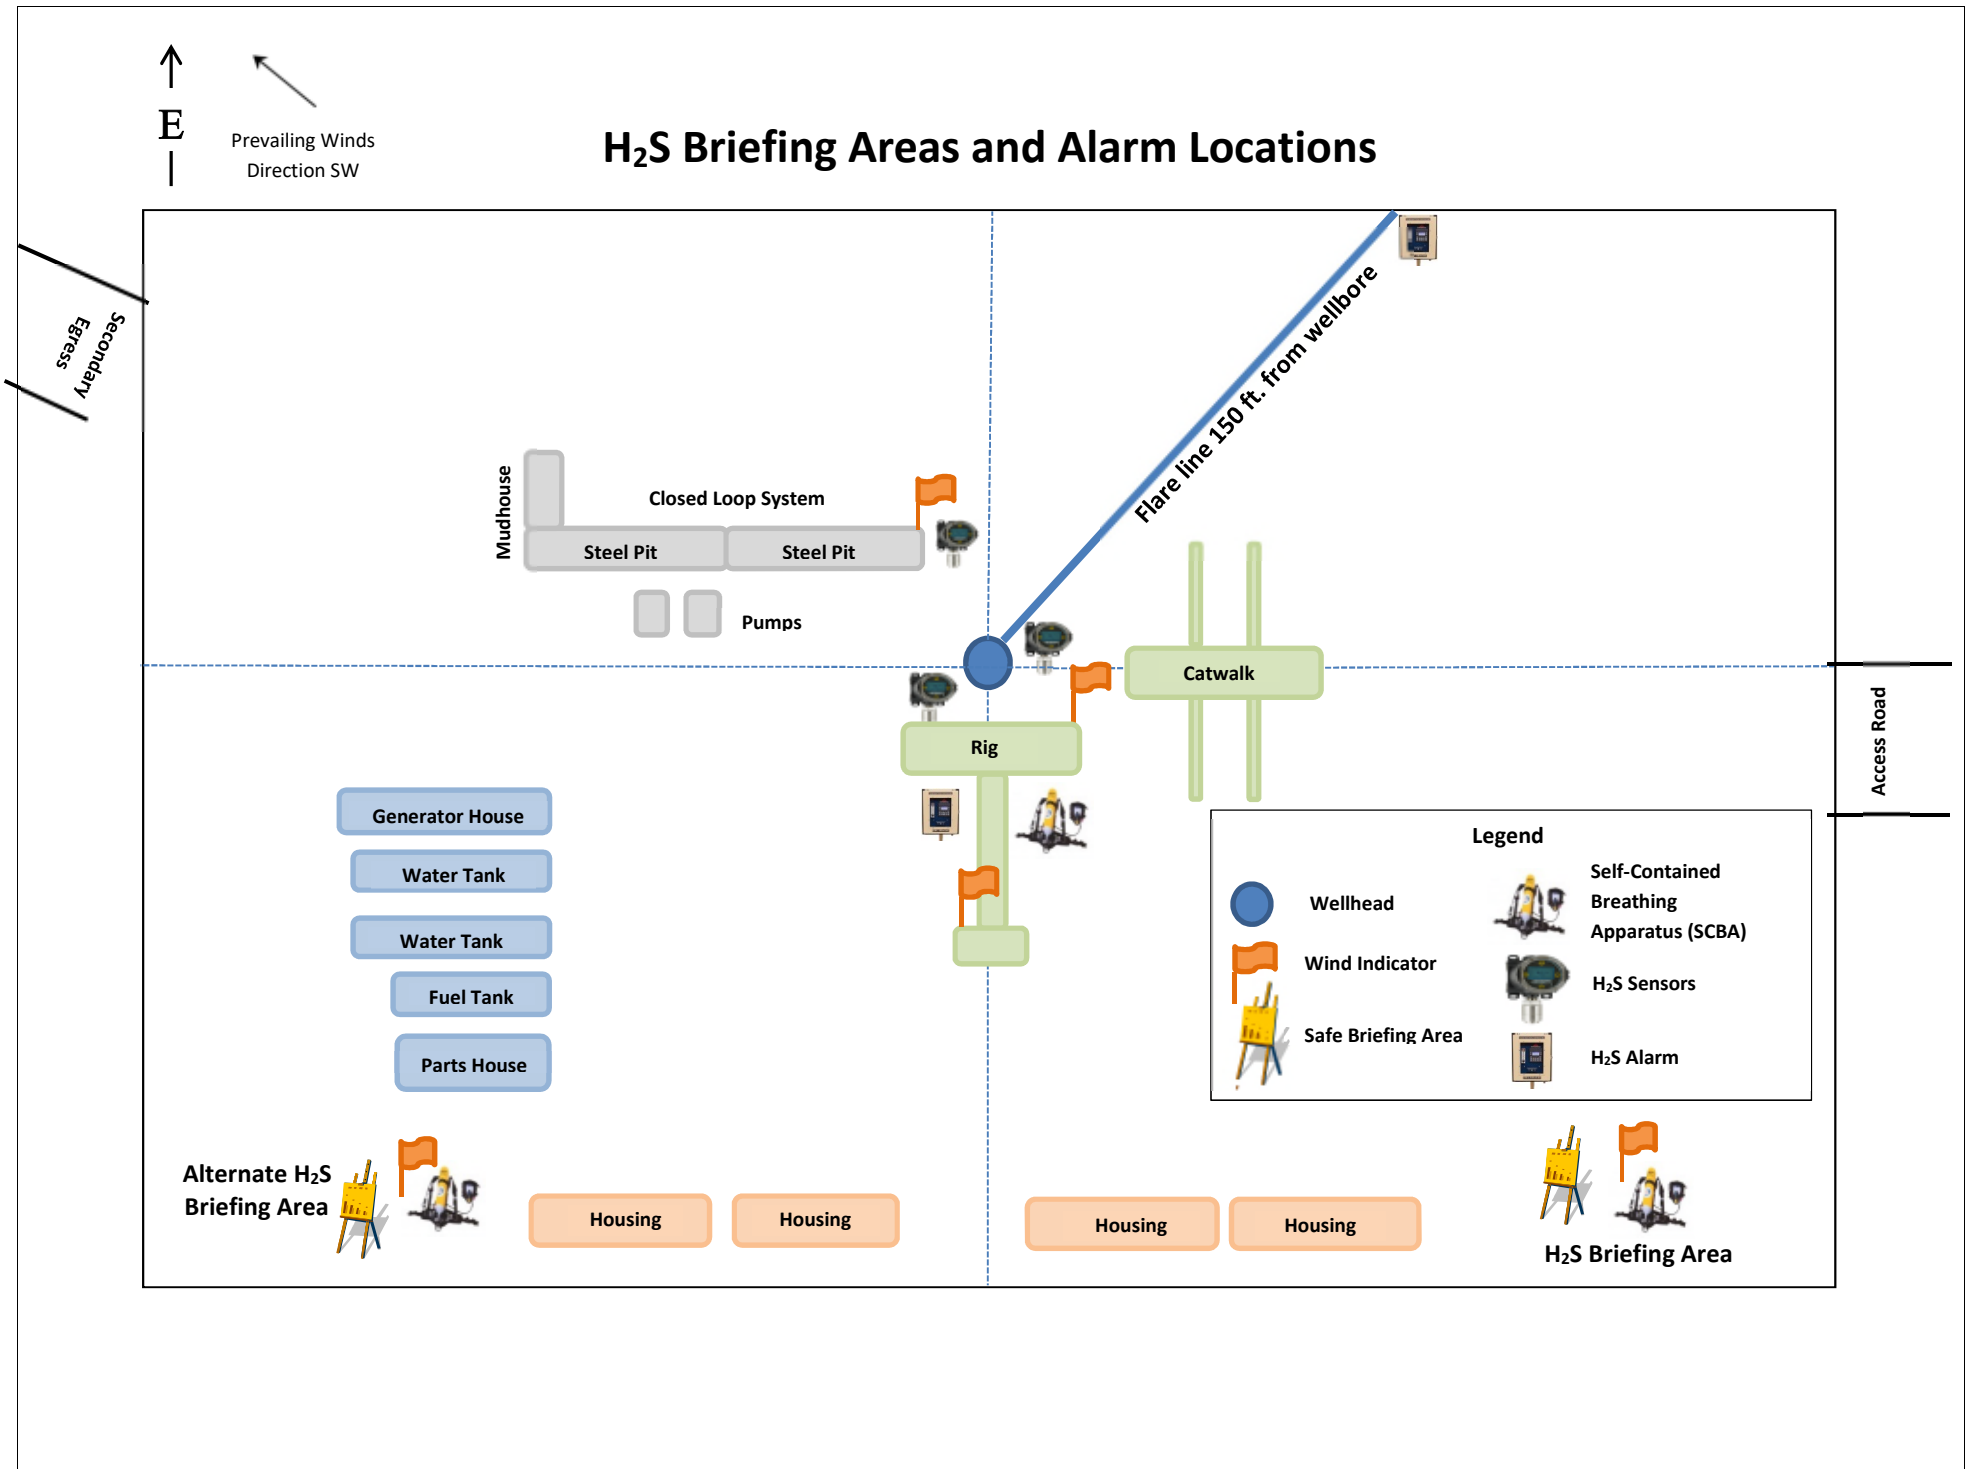 E
Prevailing Winds
Direction SW
H₂S Briefing Areas and Alarm Locations
Secondary
Egress
Flare line 150 ft. from wellbore
Mudhouse
Closed Loop System
Steel Pit
Steel Pit
Pumps
Catwalk
Access Road
Rig
Generator House
Water Tank
Water Tank
Fuel Tank
Parts House
Legend
Wellhead
Wind Indicator
Safe Briefing Area
Self-Contained
Breathing
Apparatus (SCBA)
H₂S Sensors
H₂S Alarm
Alternate H₂S
Briefing Area
Housing
Housing
Housing
Housing
H₂S Briefing Area